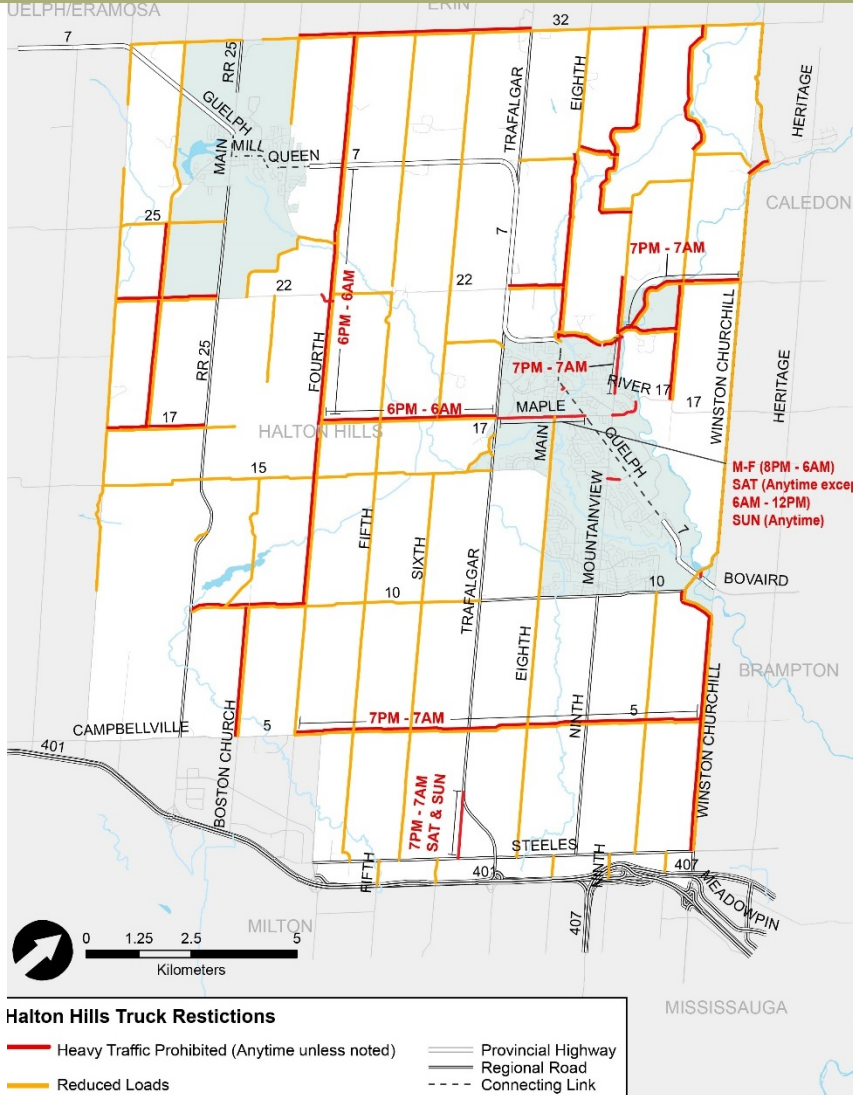 UELPH/ERAMOSA
ERIN
32
7
RR 25
GUELPH
MILL
MAIN
QUEEN
7
TRAFALGAR
EIGHTH
HERITAGE
CALEDON
25
7
7PM - 7AM
22
22
6PM - 6AM
FOURTH
RR 25
WINSTON CHURCHILL
HERITAGE
7PM - 7AM
RIVER 17
17
6PM - 6AM
MAPLE
17
HALTON HILLS
17
MAIN
GUELPH
M-F (8PM - 6AM)
SAT (Anytime excep
6AM - 12PM)
SUN (Anytime)
15
FIFTH
SIXTH
MOUNTAINVIEW
7
TRAFALGAR
10
10
BOVAIRD
EIGHTH
BRAMPTON
NINTH
WINSTON CHURCHILL
7PM - 7AM
5
CAMPBELLVILLE
5
BOSTON CHURCH
401
7PM - 7AM
SAT & SUN
STEELES
FIFTH
401
NINTH
407
MEADOWPIN
407
MILTON
0 1.25 2.5 5
Kilometers
MISSISSAUGA
Halton Hills Truck Restictions
Heavy Traffic Prohibited (Anytime unless noted)
Reduced Loads
Provincial Highway
Regional Road
Connecting Link